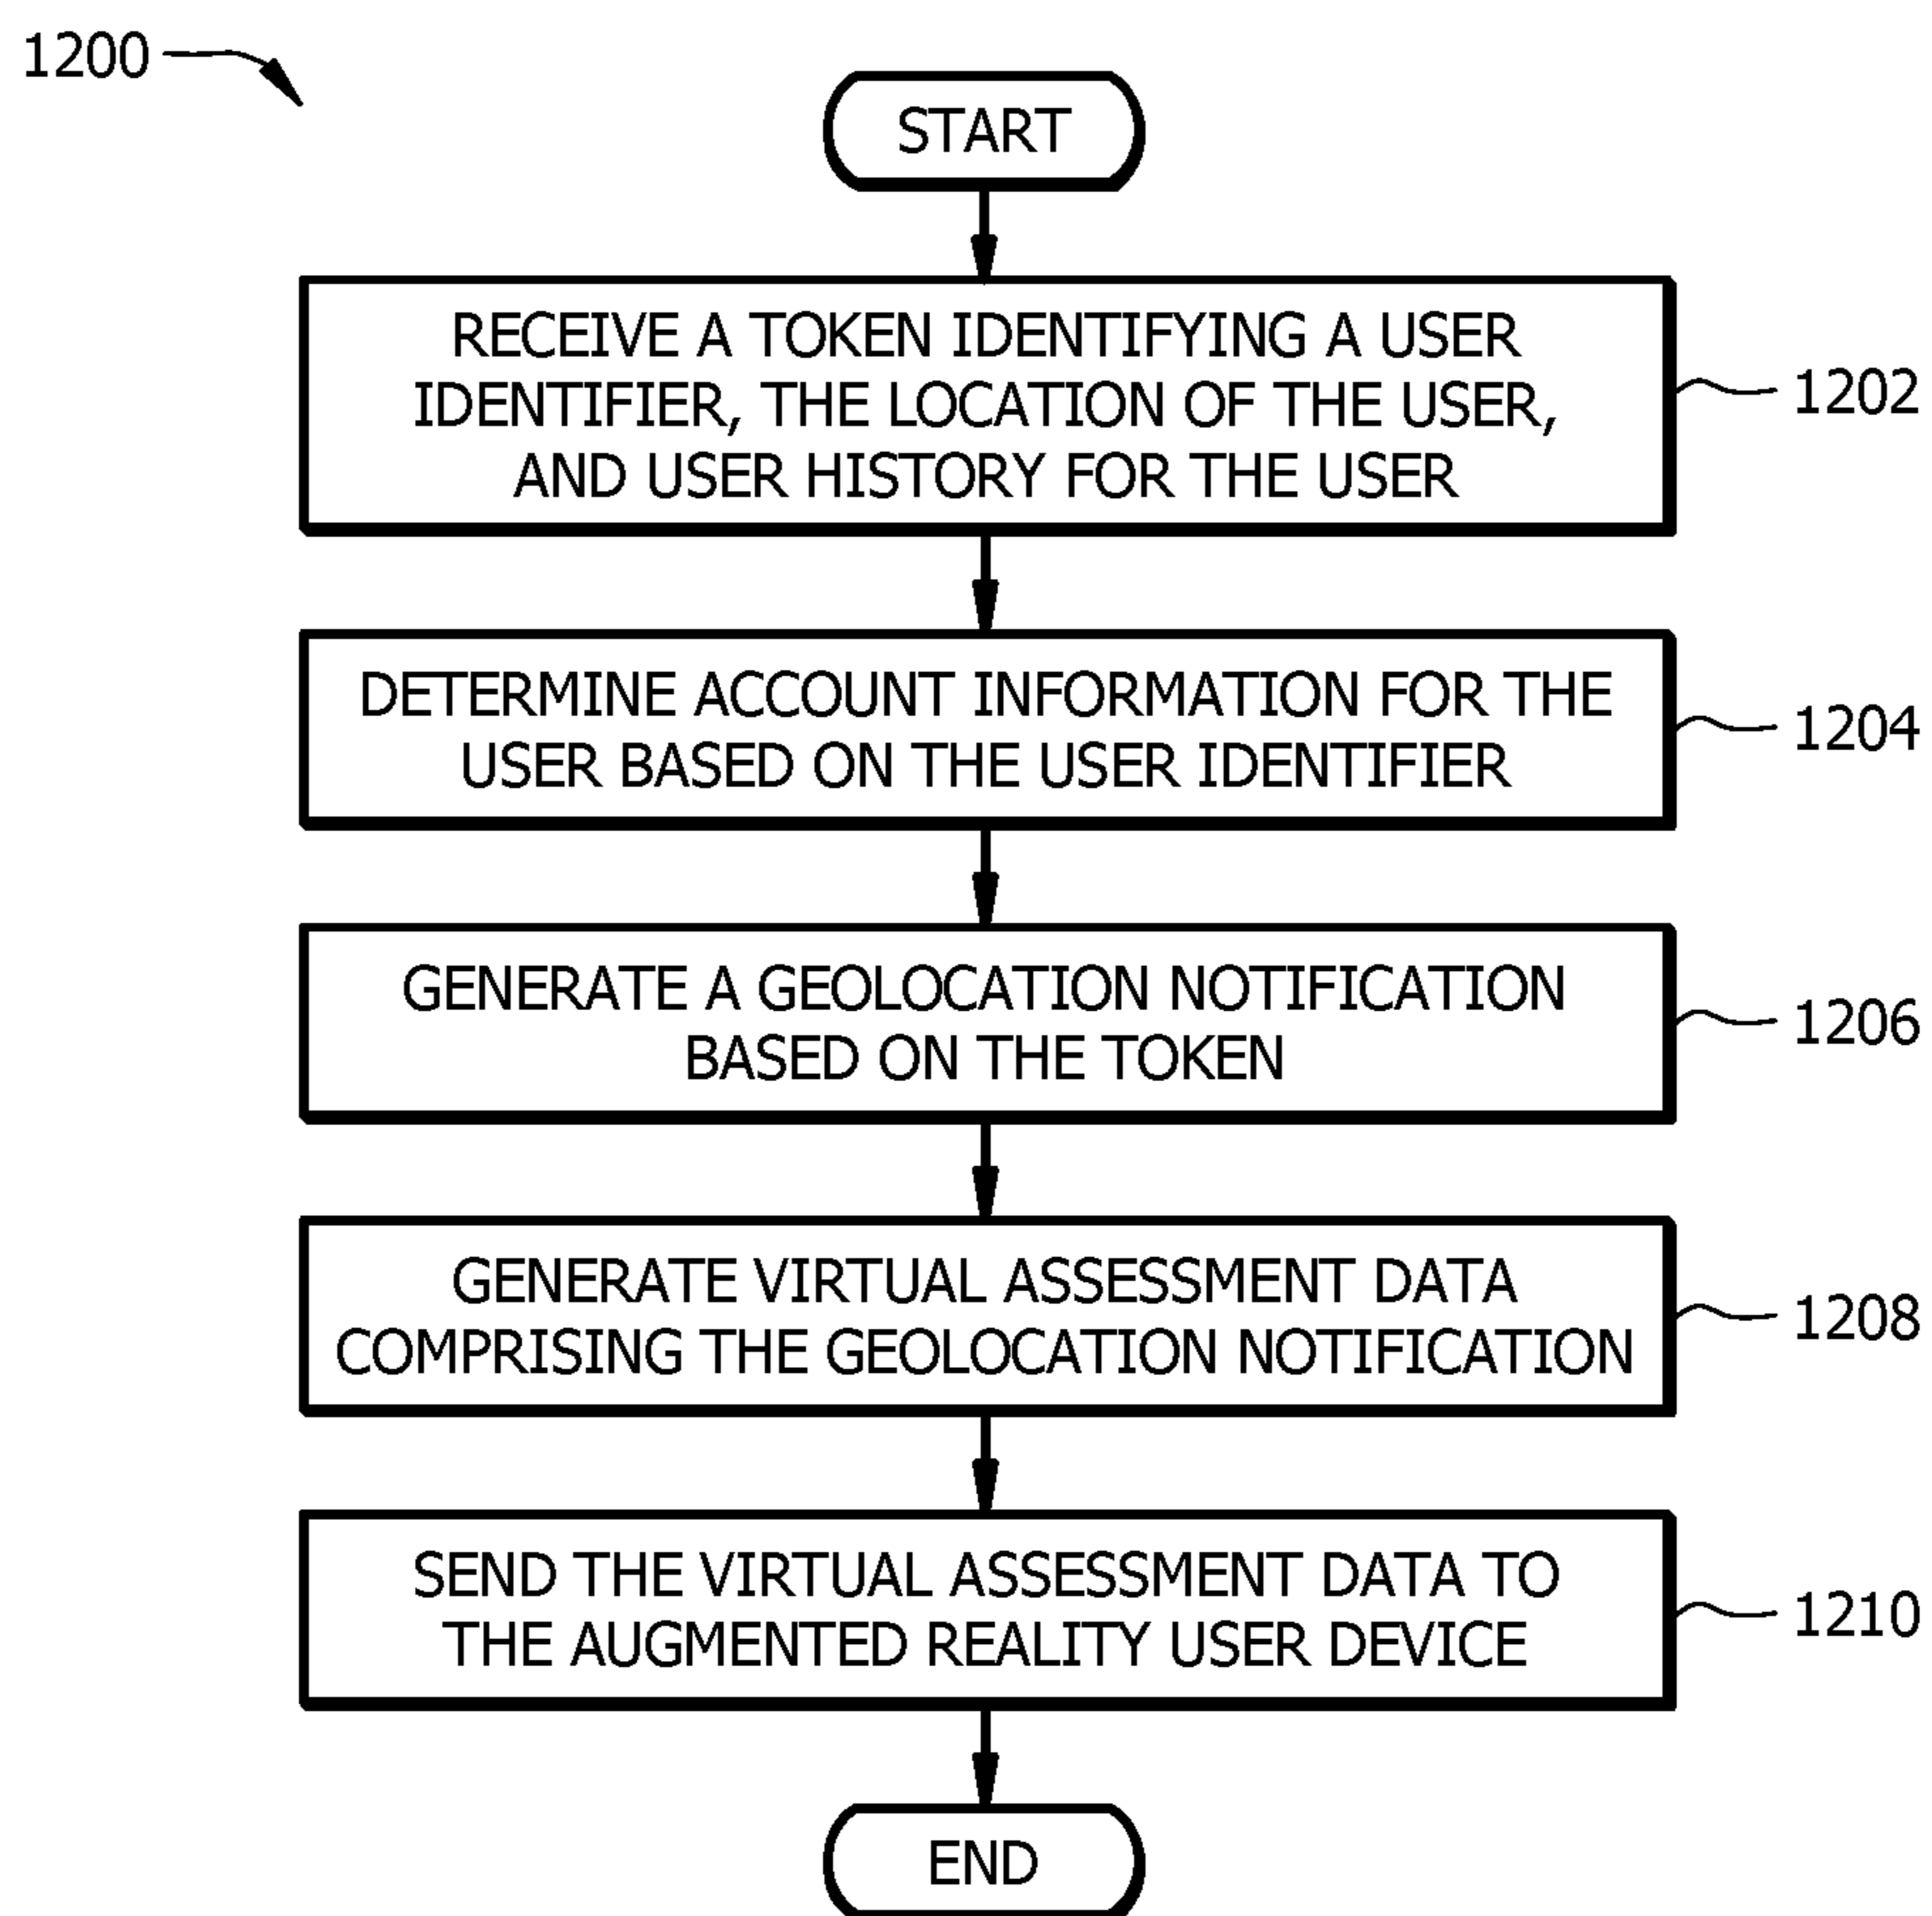 1200
START
RECEIVE A TOKEN IDENTIFYING A USER
IDENTIFIER, THE LOCATION OF THE USER,
AND USER HISTORY FOR THE USER
1202
DETERMINE ACCOUNT INFORMATION FOR THE
USER BASED ON THE USER IDENTIFIER
1204
GENERATE A GEOLOCATION NOTIFICATION
BASED ON THE TOKEN
1206
GENERATE VIRTUAL ASSESSMENT DATA
COMPRISING THE GEOLOCATION NOTIFICATION
1208
SEND THE VIRTUAL ASSESSMENT DATA TO
THE AUGMENTED REALITY USER DEVICE
1210
END